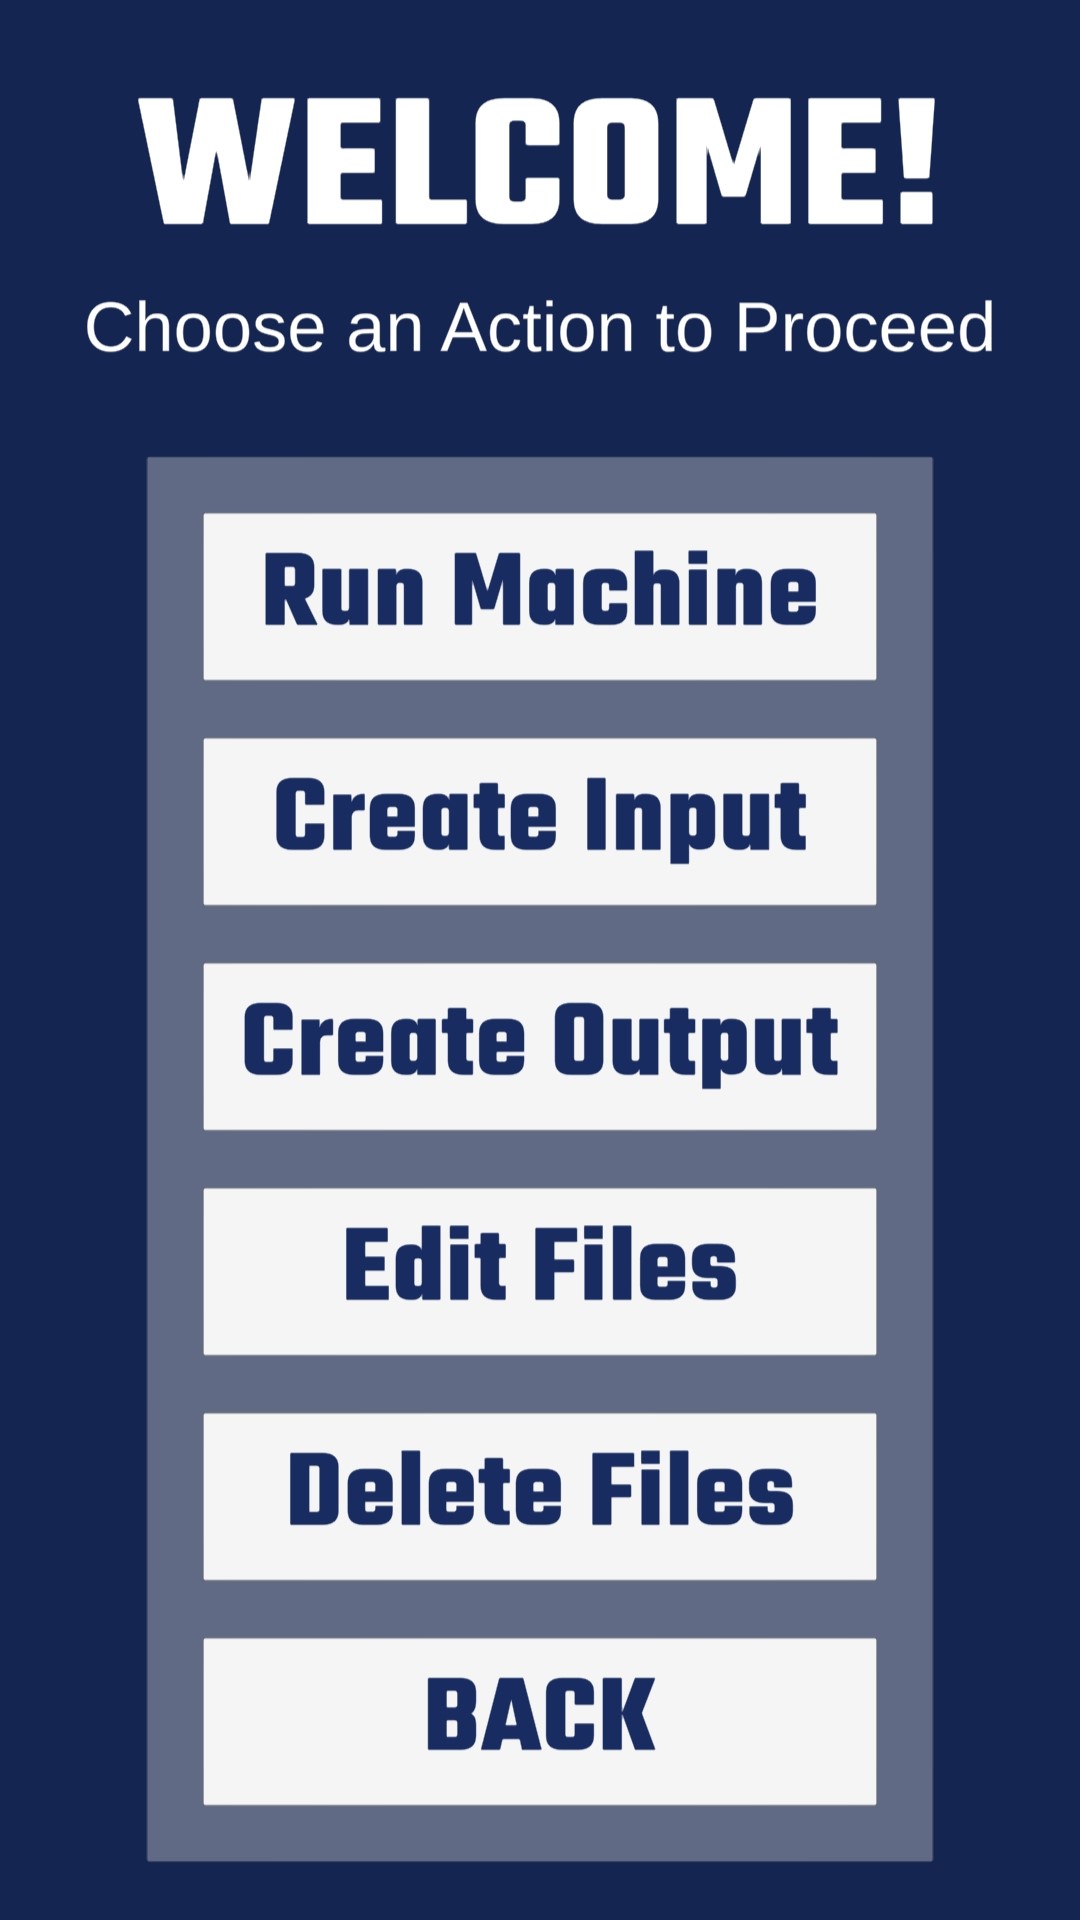 WELCOME!
Choose an Action to Proceed
Run Machine
Create Input
Create Output
Edit Files
Delete Files
BACK